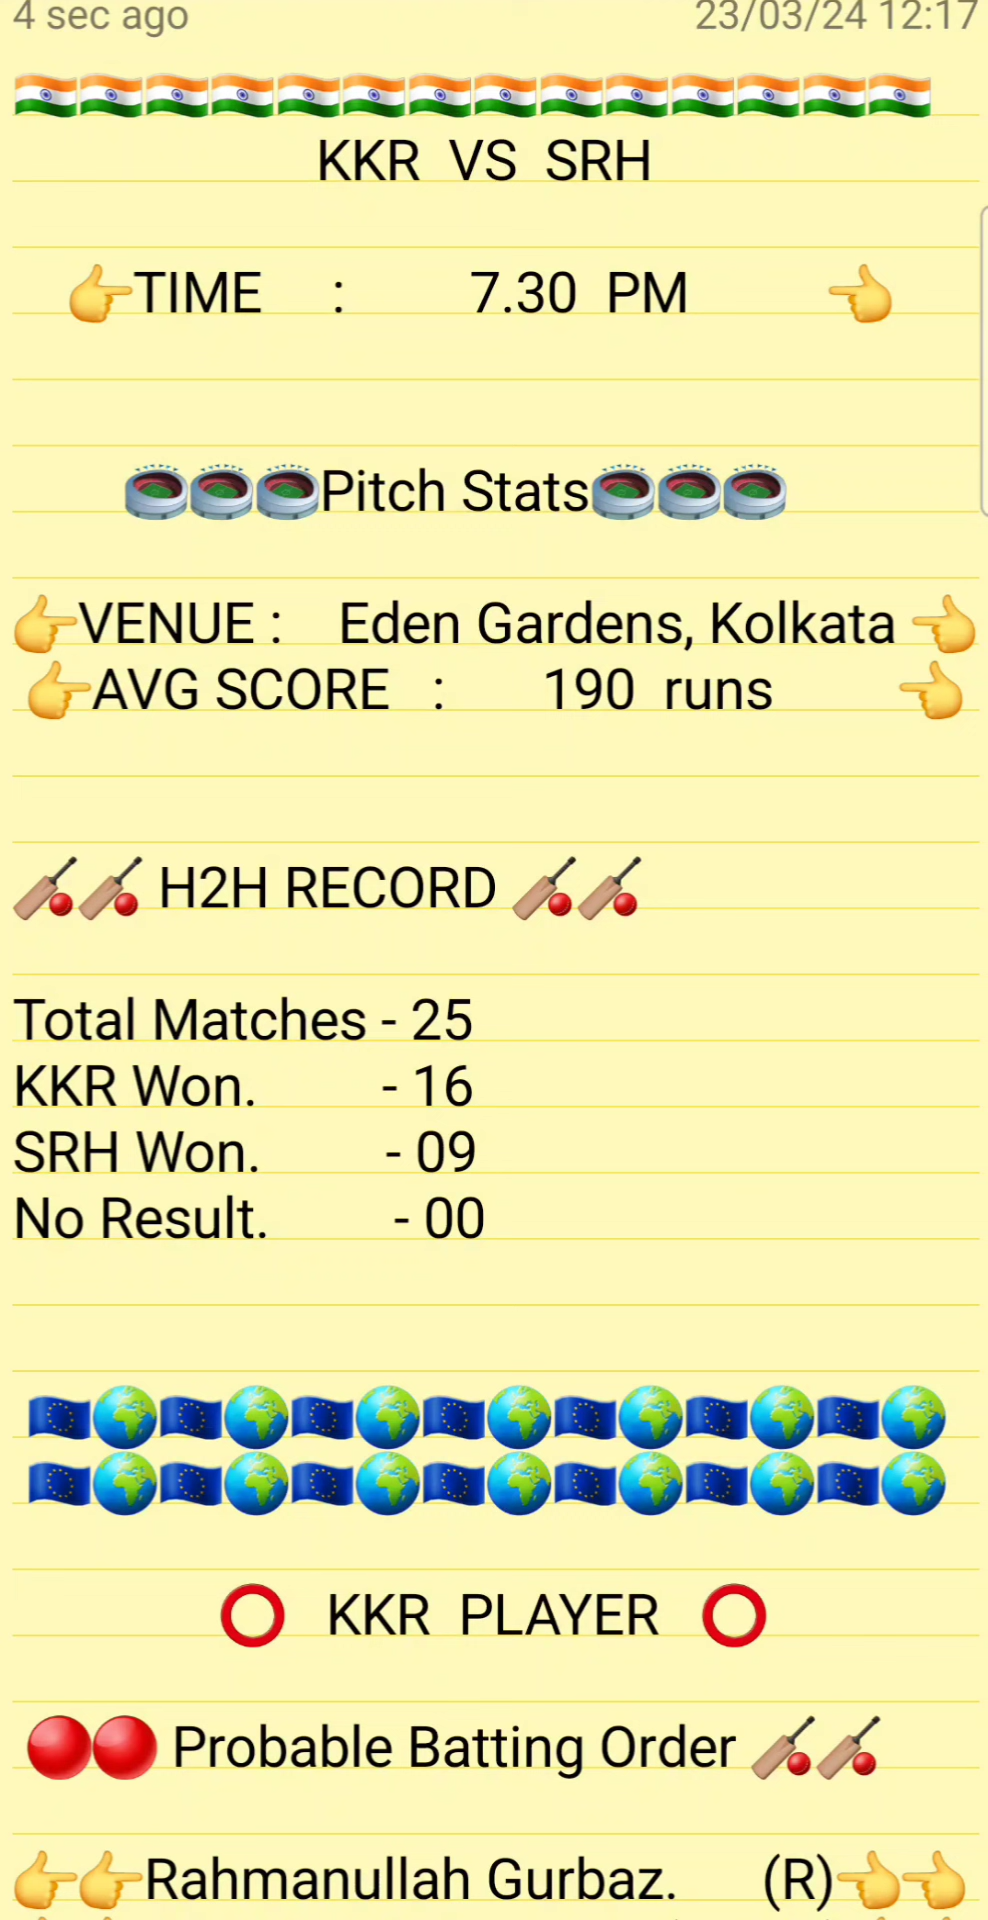 4 sec ago 23/03/24 12:17
🇮🇳🇮🇳🇮🇳🇮🇳🇮🇳🇮🇳🇮🇳🇮🇳🇮🇳🇮🇳🇮🇳🇮🇳🇮🇳🇮🇳
KKR VS SRH
👉TIME : 7.30 PM 👈
🏟️🏟️🏟️Pitch Stats🏟️🏟️🏟️
👉VENUE : Eden Gardens, Kolkata 👈
👉AVG SCORE : 190 runs 👈
🏏🏏 H2H RECORD 🏏🏏
Total Matches - 25
KKR Won. - 16
SRH Won. - 09
No Result. - 00
🇪🇺🌍🇪🇺🌍🇪🇺🌍🇪🇺🌍🇪🇺🌍🇪🇺🌍🇪🇺🌍
🇪🇺🌍🇪🇺🌍🇪🇺🌍🇪🇺🌍🇪🇺🌍🇪🇺🌍🇪🇺🌍
⭕ KKR PLAYER ⭕
🔴🔴 Probable Batting Order 🏏🏏
👉👉Rahmanullah Gurbaz. (R)👈👈